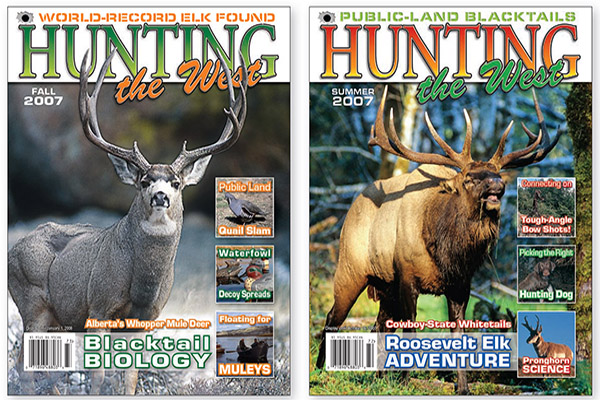 WORLD-RECORD ELK FOUND
HUNTING
the West
FALL
2007
Public Land
Quail Slam
Waterfowl
Decoy Spreads
Floating for
MULEYS
Alberta's Whopper Mule Deer
Blacktail
BIOLOGY
PUBLIC-LAND BLACKTAILS
HUNTING
the West
SUMMER
2007
Connecting on
Tough-Angle
Bow Shots!
Picking the Right
Hunting Dog
Pronghorn
SCIENCE
Cowboy-State Whitetails
Roosevelt Elk
ADVENTURE